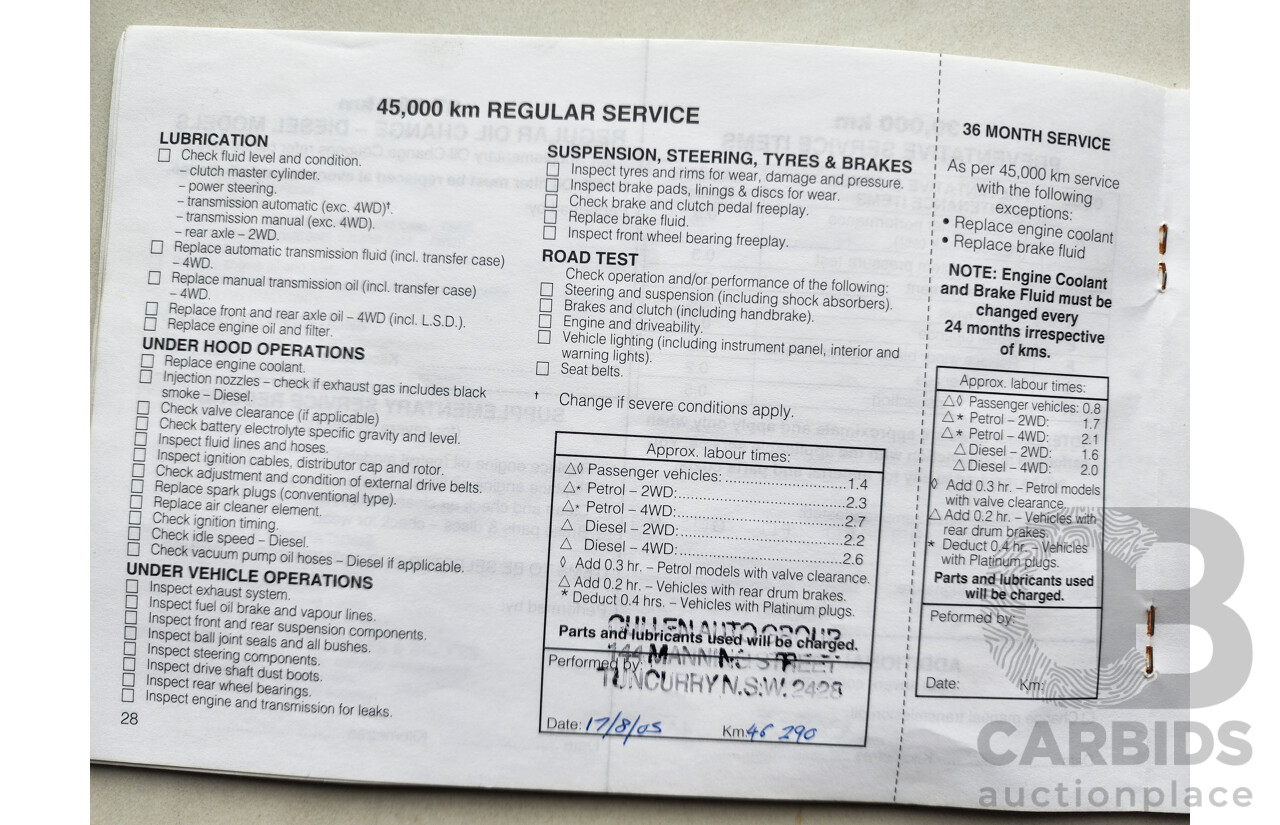 45,000 km REGULAR SERVICE
LUBRICATION
Check fluid level and condition.
– clutch master cylinder.
– power steering.
– transmission automatic (exc. 4WD)†.
– transmission manual (exc. 4WD).
– rear axle – 2WD.
Replace automatic transmission fluid (incl. transfer case)
– 4WD.
Replace manual transmission oil (incl. transfer case)
– 4WD.
Replace front and rear axle oil – 4WD (incl. L.S.D.).
Replace engine oil and filter.
UNDER HOOD OPERATIONS
Replace engine coolant.
Injection nozzles – check if exhaust gas includes black
smoke – Diesel.
Check valve clearance (if applicable)
Check battery electrolyte specific gravity and level.
Inspect fluid lines and hoses.
Inspect ignition cables, distributor cap and rotor.
Check adjustment and condition of external drive belts.
Replace spark plugs (conventional type).
Replace air cleaner element.
Check ignition timing.
Check idle speed – Diesel.
Check vacuum pump oil hoses – Diesel if applicable.
UNDER VEHICLE OPERATIONS
Inspect exhaust system.
Inspect fuel oil brake and vapour lines.
Inspect front and rear suspension components.
Inspect ball joint seals and all bushes.
Inspect steering components.
Inspect drive shaft dust boots.
Inspect rear wheel bearings.
Inspect engine and transmission for leaks.
28
SUSPENSION, STEERING, TYRES & BRAKES
Inspect tyres and rims for wear, damage and pressure.
Inspect brake pads, linings & discs for wear.
Check brake and clutch pedal freeplay.
Replace brake fluid.
Inspect front wheel bearing freeplay.
ROAD TEST
Check operation and/or performance of the following:
Steering and suspension (including shock absorbers).
Brakes and clutch (including handbrake).
Engine and driveability.
Vehicle lighting (including instrument panel, interior and
warning lights).
Seat belts.
† Change if severe conditions apply.
Approx. labour times:
△◊ Passenger vehicles: 1.4
△* Petrol – 2WD: 2.3
△* Petrol – 4WD: 2.7
△ Diesel – 2WD: 2.2
△ Diesel – 4WD: 2.6
◊ Add 0.3 hr. – Petrol models with valve clearance.
△ Add 0.2 hr. – Vehicles with rear drum brakes.
* Deduct 0.4 hrs. – Vehicles with Platinum plugs.
CULLEN AUTO GROUP
Parts and lubricants used will be charged.
144 MANNING STREET
Performed by:
TUNCURRY N.S.W. 2428
Date: 17/8/05 Km: 46 290
36 MONTH SERVICE
As per 45,000 km service
with the following
exceptions:
• Replace engine coolant
• Replace brake fluid
NOTE: Engine Coolant
and Brake Fluid must be
changed every
24 months irrespective
of kms.
Approx. labour times:
△◊ Passenger vehicles: 0.8
△* Petrol – 2WD: 1.7
△* Petrol – 4WD: 2.1
△ Diesel – 2WD: 1.6
△ Diesel – 4WD: 2.0
◊ Add 0.3 hr. – Petrol models
with valve clearance.
△ Add 0.2 hr. – Vehicles with
rear drum brakes.
* Deduct 0.4 hr. – Vehicles
with Platinum plugs.
Parts and lubricants used
will be charged.
Peformed by:
Date: Km:
CARBIDS
auctionplace